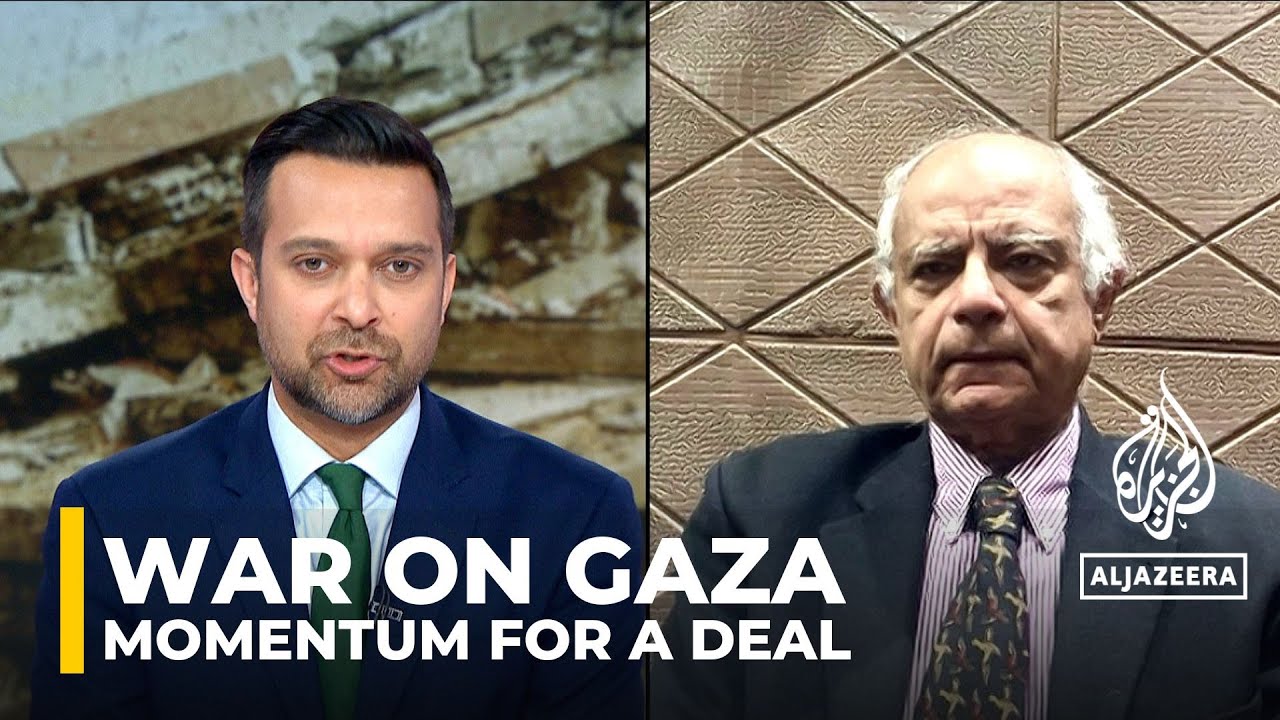 WAR ON GAZA
MOMENTUM FOR A DEAL
الجزيرة
ALJAZEERA